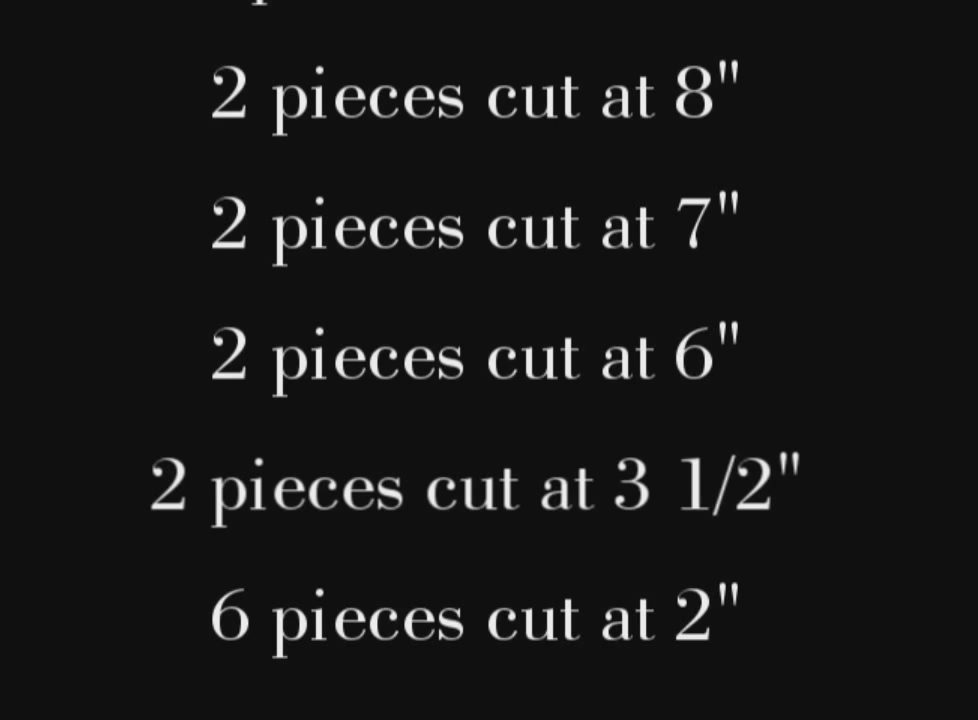 2 pieces cut at 8"
2 pieces cut at 7"
2 pieces cut at 6"
2 pieces cut at 3 1/2"
6 pieces cut at 2"